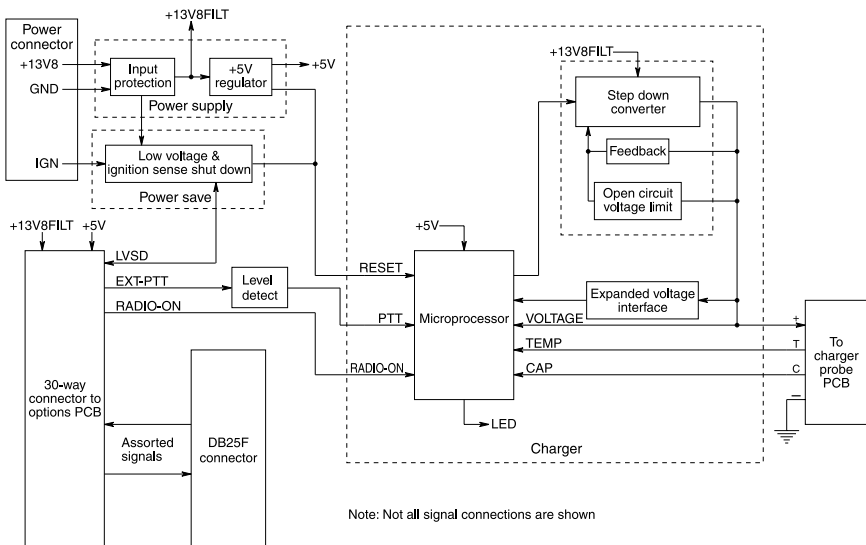 +13V8FILT
Power
connector
+13V8
GND
IGN
Input
protection
+5V
regulator
+5V
Power supply
Low voltage &
ignition sense shut down
Power save
+13V8FILT
Step down
converter
Feedback
Open circuit
voltage limit
+13V8FILT
+5V
LVSD
EXT-PTT
RADIO-ON
Level
detect
+5V
RESET
PTT
RADIO-ON
Microprocessor
Expanded voltage
interface
VOLTAGE
TEMP
CAP
+
T
C
−
To
charger
probe
PCB
30-way
connector to
options PCB
Assorted
signals
DB25F
connector
LED
Charger
Note: Not all signal connections are shown